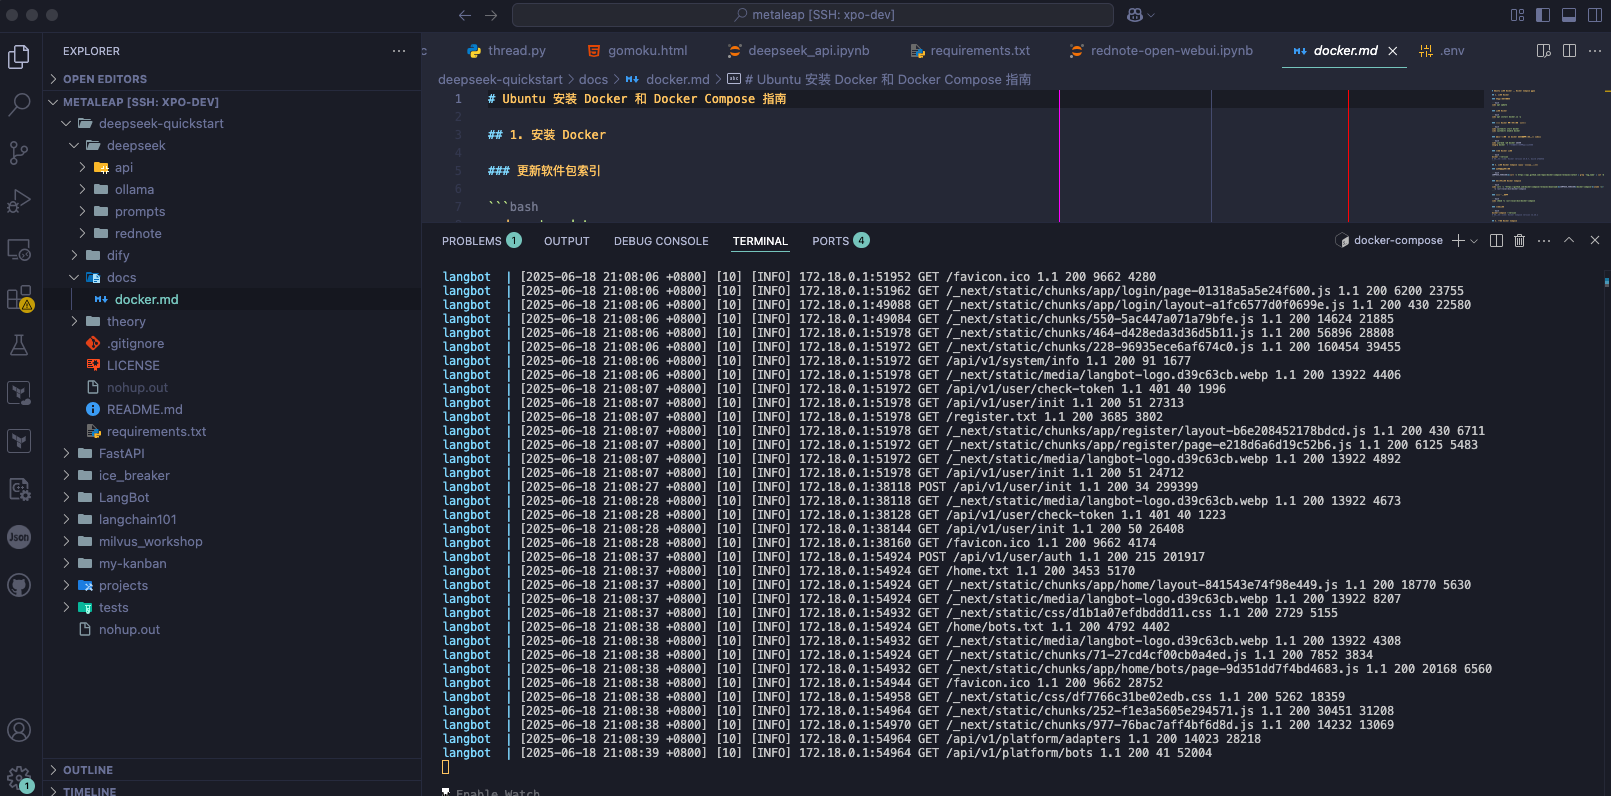 metaleap [SSH: xpo-dev]
EXPLORER
OPEN EDITORS
METALEAP [SSH: XPO-DEV]
deepseek-quickstart
deepseek
api
ollama
prompts
rednote
dify
docs
docker.md
theory
.gitignore
LICENSE
nohup.out
README.md
requirements.txt
FastAPI
ice_breaker
LangBot
langchain101
milvus_workshop
my-kanban
projects
tests
nohup.out
OUTLINE
TIMELINE
Json
1
c thread.py gomoku.html deepseek_api.ipynb requirements.txt rednote-open-webui.ipynb docker.md .env
deepseek-quickstart > docs > docker.md > # Ubuntu 安装 Docker 和 Docker Compose 指南
1 # Ubuntu 安装 Docker 和 Docker Compose 指南
2
3 ## 1. 安装 Docker
4
5 ### 更新软件包索引
6
7 ```bash
PROBLEMS 1 OUTPUT DEBUG CONSOLE TERMINAL PORTS 4 docker-compose
langbot | [2025-06-18 21:08:06 +0800] [10] [INFO] 172.18.0.1:51952 GET /favicon.ico 1.1 200 9662 4280
langbot | [2025-06-18 21:08:06 +0800] [10] [INFO] 172.18.0.1:51962 GET /_next/static/chunks/app/login/page-01318a5a5e24f600.js 1.1 200 6200 23755
langbot | [2025-06-18 21:08:06 +0800] [10] [INFO] 172.18.0.1:49088 GET /_next/static/chunks/app/login/layout-a1fc6577d0f0699e.js 1.1 200 430 22580
langbot | [2025-06-18 21:08:06 +0800] [10] [INFO] 172.18.0.1:49084 GET /_next/static/chunks/550-5ac447a071a79bfe.js 1.1 200 14624 21885
langbot | [2025-06-18 21:08:06 +0800] [10] [INFO] 172.18.0.1:51978 GET /_next/static/chunks/464-d428eda3d36d5b11.js 1.1 200 56896 28808
langbot | [2025-06-18 21:08:06 +0800] [10] [INFO] 172.18.0.1:51972 GET /_next/static/chunks/228-96935ece6af674c0.js 1.1 200 160454 39455
langbot | [2025-06-18 21:08:06 +0800] [10] [INFO] 172.18.0.1:51972 GET /api/v1/system/info 1.1 200 91 1677
langbot | [2025-06-18 21:08:06 +0800] [10] [INFO] 172.18.0.1:51978 GET /_next/static/media/langbot-logo.d39c63cb.webp 1.1 200 13922 4406
langbot | [2025-06-18 21:08:07 +0800] [10] [INFO] 172.18.0.1:51972 GET /api/v1/user/check-token 1.1 401 40 1996
langbot | [2025-06-18 21:08:07 +0800] [10] [INFO] 172.18.0.1:51978 GET /api/v1/user/init 1.1 200 51 27313
langbot | [2025-06-18 21:08:07 +0800] [10] [INFO] 172.18.0.1:51978 GET /register.txt 1.1 200 3685 3802
langbot | [2025-06-18 21:08:07 +0800] [10] [INFO] 172.18.0.1:51978 GET /_next/static/chunks/app/register/layout-b6e208452178bdcd.js 1.1 200 430 6711
langbot | [2025-06-18 21:08:07 +0800] [10] [INFO] 172.18.0.1:51972 GET /_next/static/chunks/app/register/page-e218d6a6d19c52b6.js 1.1 200 6125 5483
langbot | [2025-06-18 21:08:07 +0800] [10] [INFO] 172.18.0.1:51972 GET /_next/static/media/langbot-logo.d39c63cb.webp 1.1 200 13922 4892
langbot | [2025-06-18 21:08:07 +0800] [10] [INFO] 172.18.0.1:51978 GET /api/v1/user/init 1.1 200 51 24712
langbot | [2025-06-18 21:08:27 +0800] [10] [INFO] 172.18.0.1:38118 POST /api/v1/user/init 1.1 200 34 299399
langbot | [2025-06-18 21:08:27 +0800] [10] [INFO] 172.18.0.1:38118 GET /_next/static/media/langbot-logo.d39c63cb.webp 1.1 200 13922 4673
langbot | [2025-06-18 21:08:28 +0800] [10] [INFO] 172.18.0.1:38128 GET /api/v1/user/check-token 1.1 401 40 1223
langbot | [2025-06-18 21:08:28 +0800] [10] [INFO] 172.18.0.1:38144 GET /api/v1/user/init 1.1 200 50 26408
langbot | [2025-06-18 21:08:28 +0800] [10] [INFO] 172.18.0.1:38160 GET /favicon.ico 1.1 200 9662 4174
langbot | [2025-06-18 21:08:37 +0800] [10] [INFO] 172.18.0.1:54924 POST /api/v1/user/auth 1.1 200 215 201917
langbot | [2025-06-18 21:08:37 +0800] [10] [INFO] 172.18.0.1:54924 GET /home.txt 1.1 200 3453 5170
langbot | [2025-06-18 21:08:37 +0800] [10] [INFO] 172.18.0.1:54924 GET /_next/static/chunks/app/home/layout-841543e74f98e449.js 1.1 200 18770 5630
langbot | [2025-06-18 21:08:37 +0800] [10] [INFO] 172.18.0.1:54924 GET /_next/static/media/langbot-logo.d39c63cb.webp 1.1 200 13922 8207
langbot | [2025-06-18 21:08:37 +0800] [10] [INFO] 172.18.0.1:54932 GET /_next/static/css/d1b1a07efdbddd11.css 1.1 200 2729 5155
langbot | [2025-06-18 21:08:38 +0800] [10] [INFO] 172.18.0.1:54924 GET /home/bots.txt 1.1 200 4792 4402
langbot | [2025-06-18 21:08:38 +0800] [10] [INFO] 172.18.0.1:54932 GET /_next/static/media/langbot-logo.d39c63cb.webp 1.1 200 13922 4308
langbot | [2025-06-18 21:08:38 +0800] [10] [INFO] 172.18.0.1:54924 GET /_next/static/chunks/71-27cd4cf00cb0a4ed.js 1.1 200 7852 3834
langbot | [2025-06-18 21:08:38 +0800] [10] [INFO] 172.18.0.1:54932 GET /_next/static/chunks/app/home/bots/page-9d351dd7f4bd4683.js 1.1 200 20168 6560
langbot | [2025-06-18 21:08:38 +0800] [10] [INFO] 172.18.0.1:54944 GET /favicon.ico 1.1 200 9662 28752
langbot | [2025-06-18 21:08:38 +0800] [10] [INFO] 172.18.0.1:54958 GET /_next/static/css/df7766c31be02edb.css 1.1 200 5262 18359
langbot | [2025-06-18 21:08:38 +0800] [10] [INFO] 172.18.0.1:54964 GET /_next/static/chunks/252-f1e3a5605e294571.js 1.1 200 30451 31208
langbot | [2025-06-18 21:08:38 +0800] [10] [INFO] 172.18.0.1:54970 GET /_next/static/chunks/977-76bac7aff4bf6d8d.js 1.1 200 14232 13069
langbot | [2025-06-18 21:08:39 +0800] [10] [INFO] 172.18.0.1:54964 GET /api/v1/platform/adapters 1.1 200 14023 28218
langbot | [2025-06-18 21:08:39 +0800] [10] [INFO] 172.18.0.1:54964 GET /api/v1/platform/bots 1.1 200 41 52004
Enable Watch